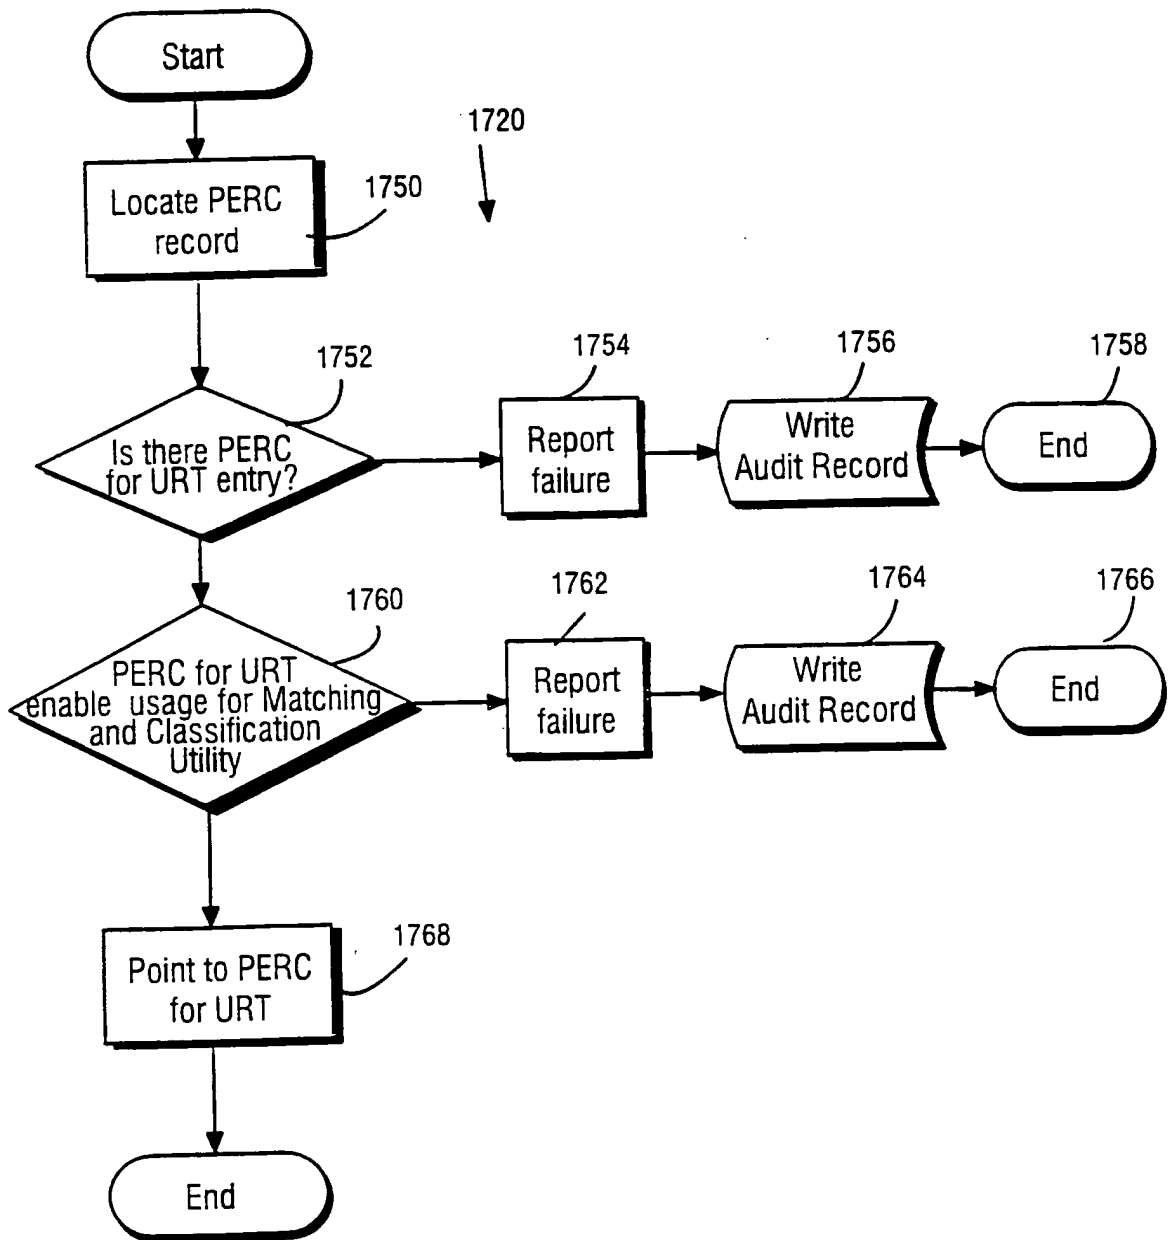 Start
1720
Locate PERC
record
1750
1752
Is there PERC
for URT entry?
1754
Report
failure
1756
Write
Audit Record
1758
End
1760
PERC for URT
enable usage for Matching
and Classification
Utility
1762
Report
failure
1764
Write
Audit Record
1766
End
1768
Point to PERC
for URT
End